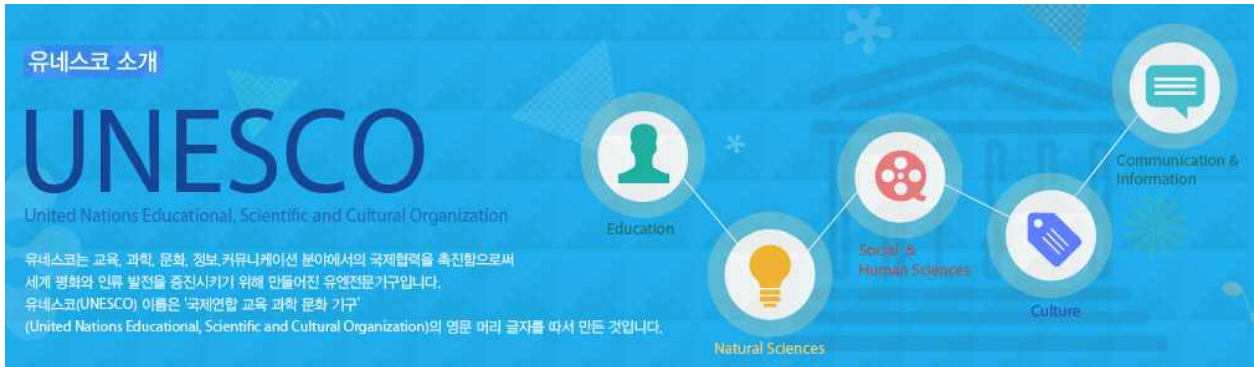 유네스코 소개
UNESCO
United Nations Educational, Scientific and Cultural Organization
유네스코는 교육, 과학, 문화, 정보.커뮤니케이션 분야에서의 국제협력을 촉진함으로써
세계 평화와 인류 발전을 증진시키기 위해 만들어진 유엔전문기구입니다.
유네스코(UNESCO) 이름은 '국제연합 교육 과학 문화 기구'
(United Nations Educational, Scientific and Cultural Organization)의 영문 머리 글자를 따서 만든 것입니다.
Education
Natural Sciences
Social &
Human Sciences
Culture
Communication &
Information